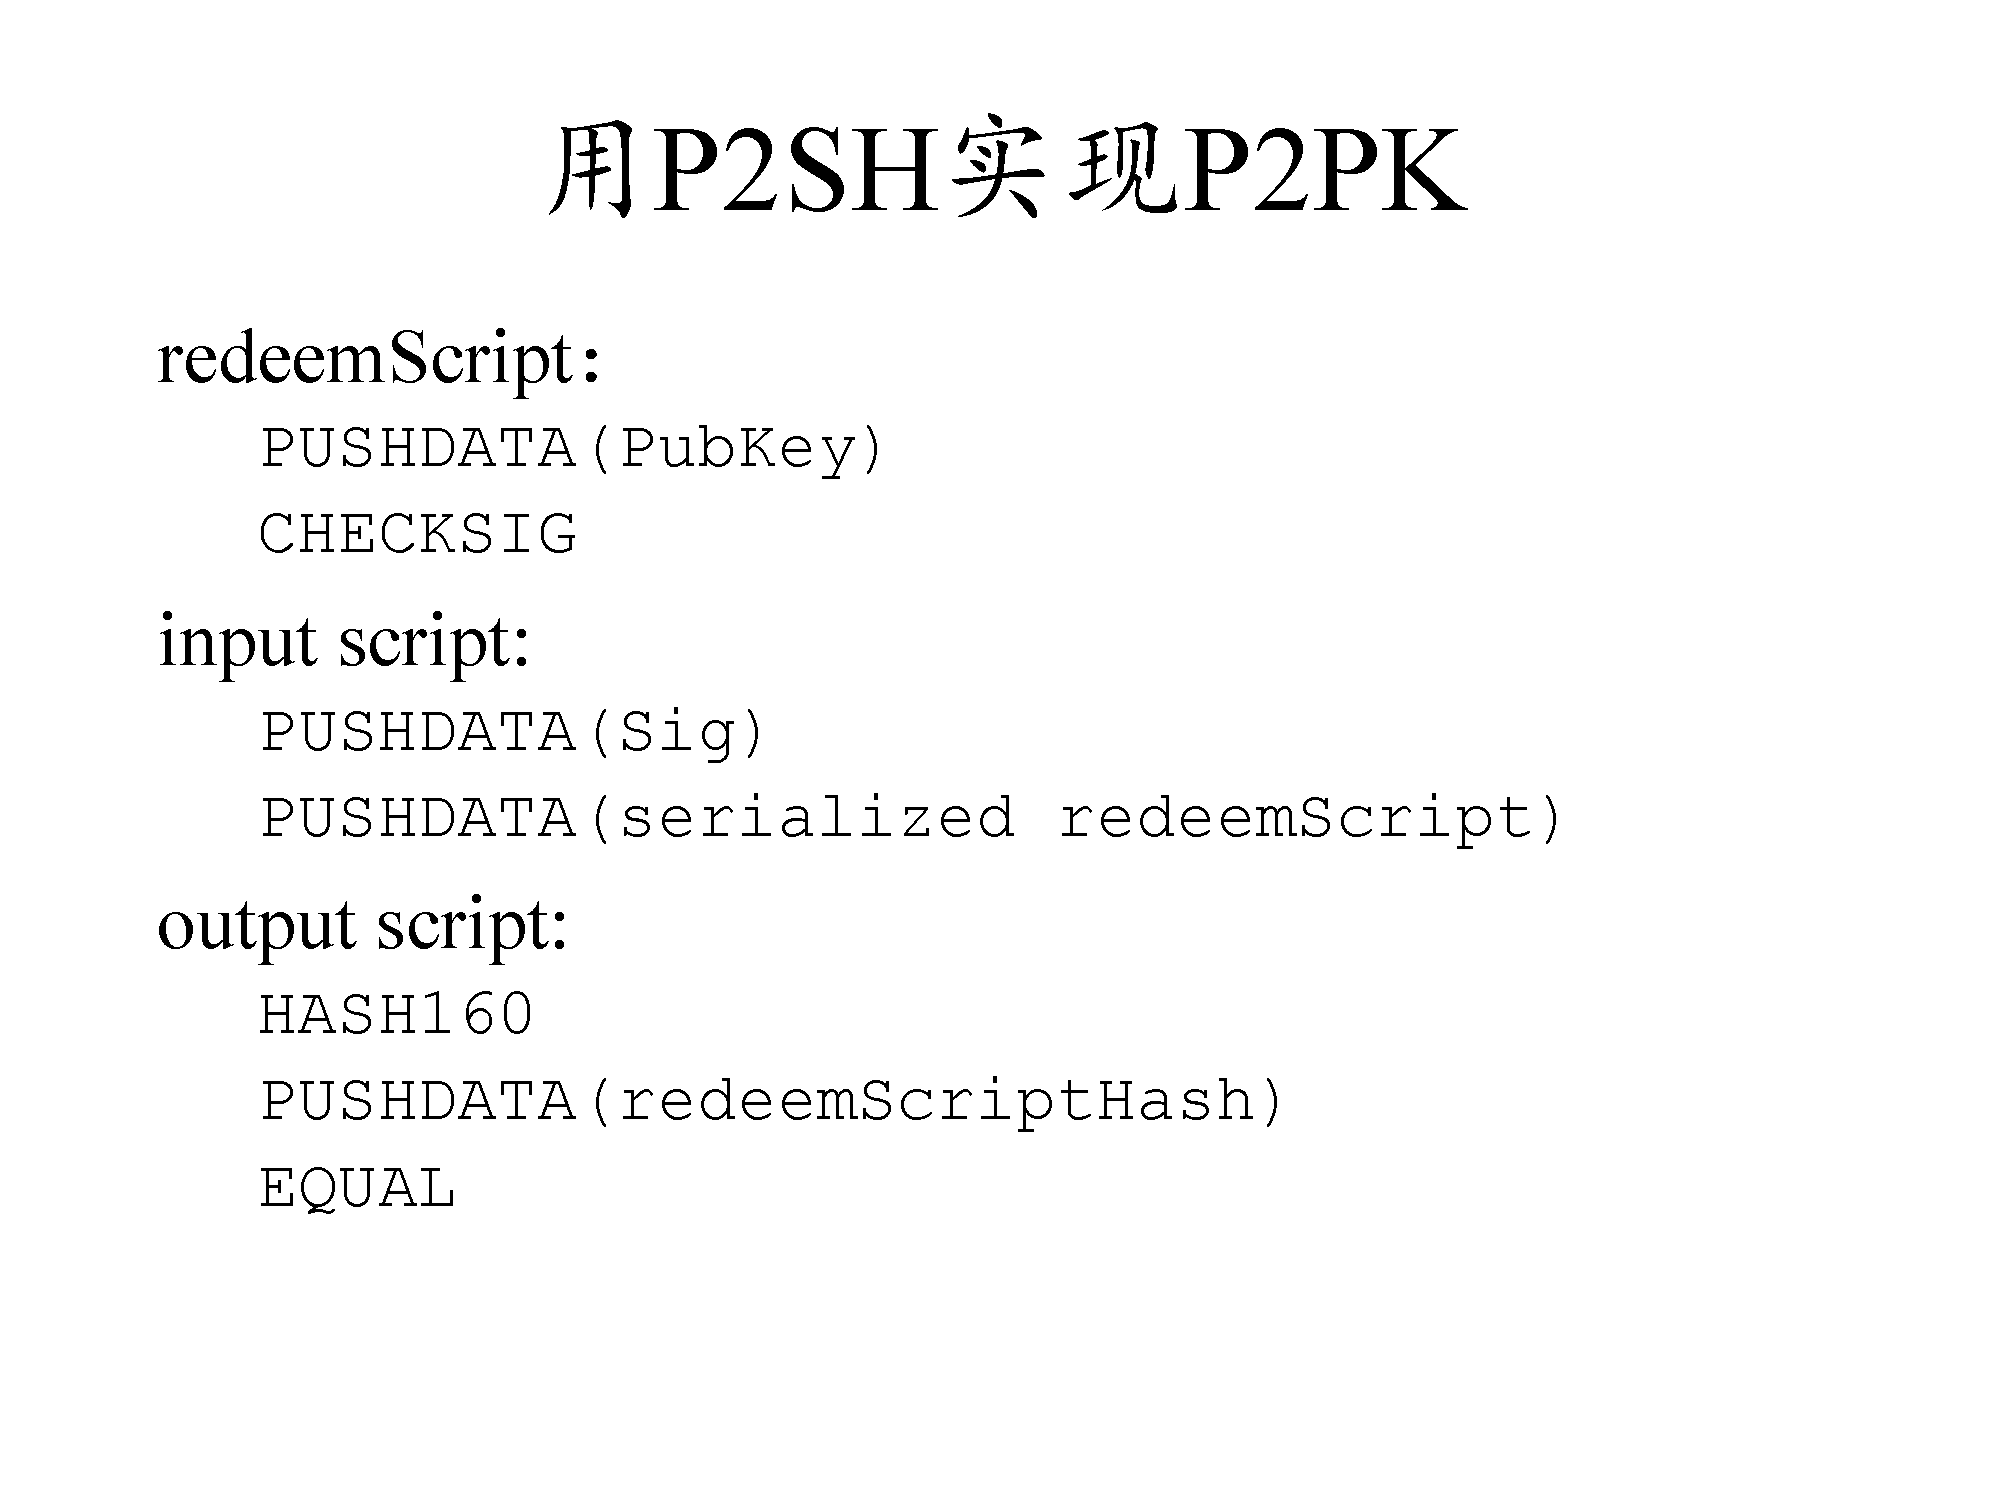 用P2SH实现P2PK
redeemScript：
PUSHDATA(PubKey)
CHECKSIG
input script:
PUSHDATA(Sig)
PUSHDATA(serialized redeemScript)
output script:
HASH160
PUSHDATA(redeemScriptHash)
EQUAL